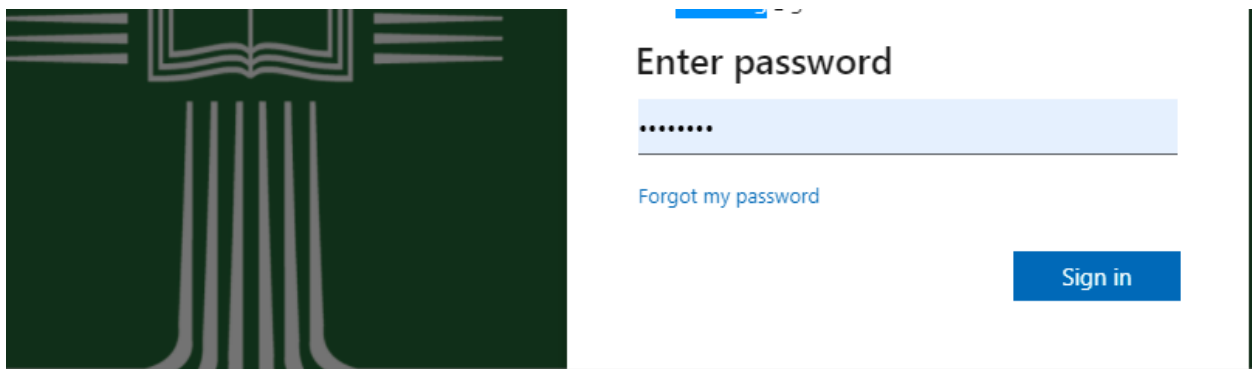 Enter password
••••••••
Forgot my password
Sign in